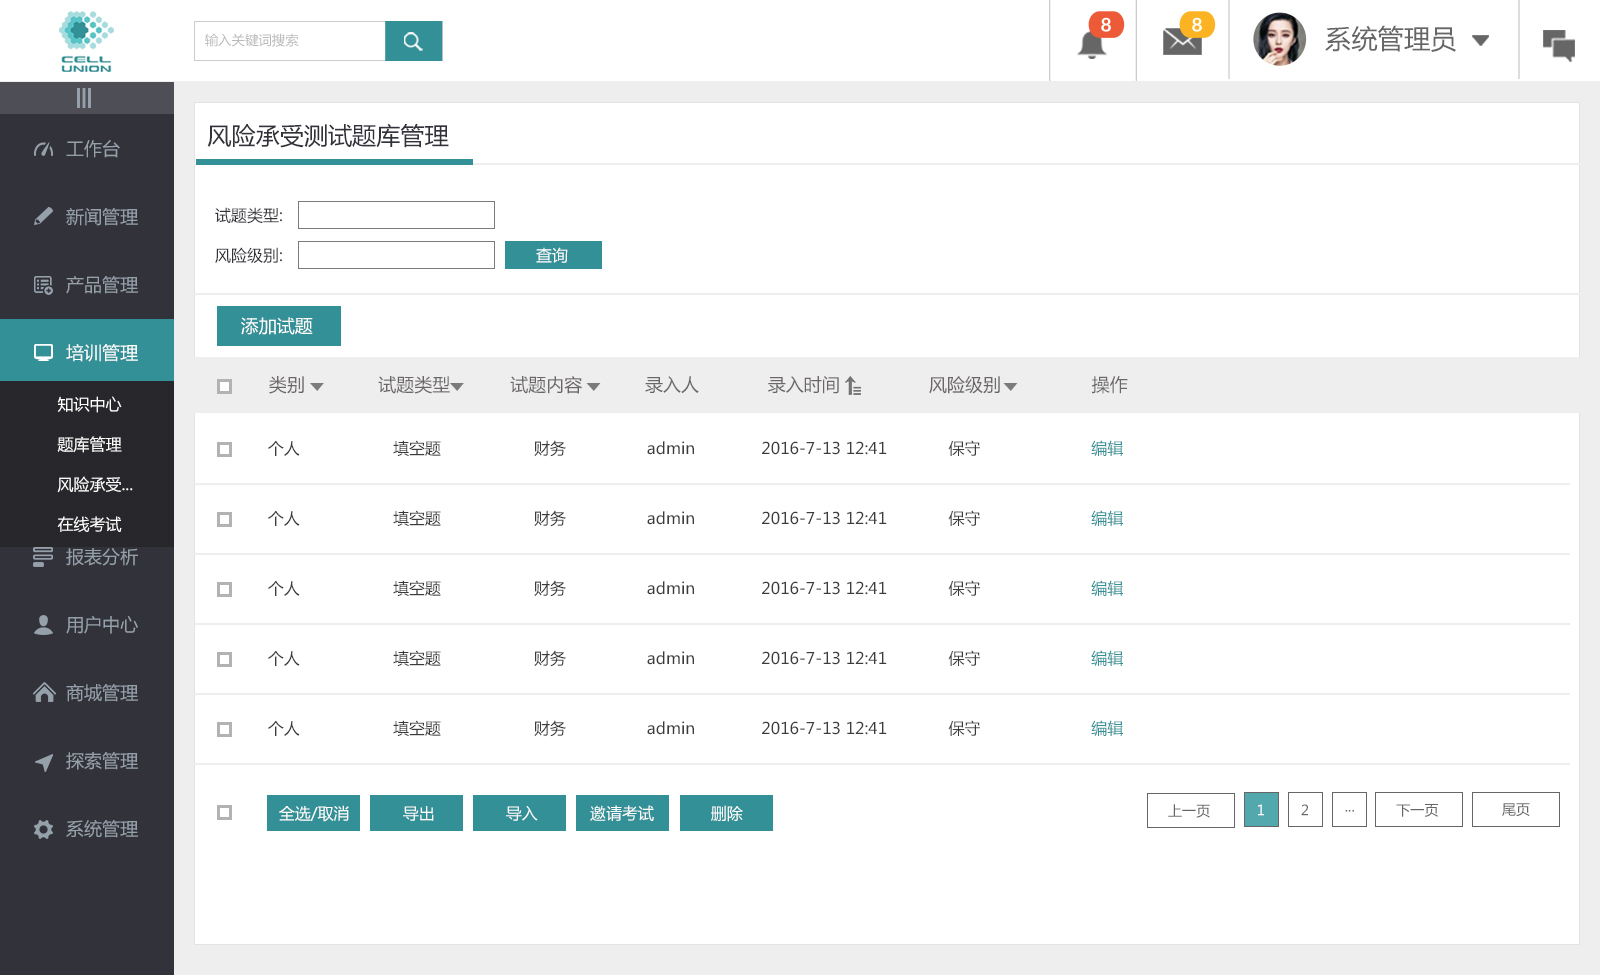 CELL
UNION
输入关键词搜索
8
8
系统管理员
工作台
新闻管理
产品管理
培训管理
知识中心
题库管理
风险承受...
在线考试
报表分析
用户中心
商城管理
探索管理
系统管理
风险承受测试题库管理
试题类型:
风险级别:
查询
添加试题
类别 试题类型 试题内容 录入人 录入时间 风险级别 操作
个人 填空题 财务 admin 2016-7-13 12:41 保守 编辑
个人 填空题 财务 admin 2016-7-13 12:41 保守 编辑
个人 填空题 财务 admin 2016-7-13 12:41 保守 编辑
个人 填空题 财务 admin 2016-7-13 12:41 保守 编辑
个人 填空题 财务 admin 2016-7-13 12:41 保守 编辑
全选/取消 导出 导入 邀请考试 删除 上一页 1 2 ... 下一页 尾页